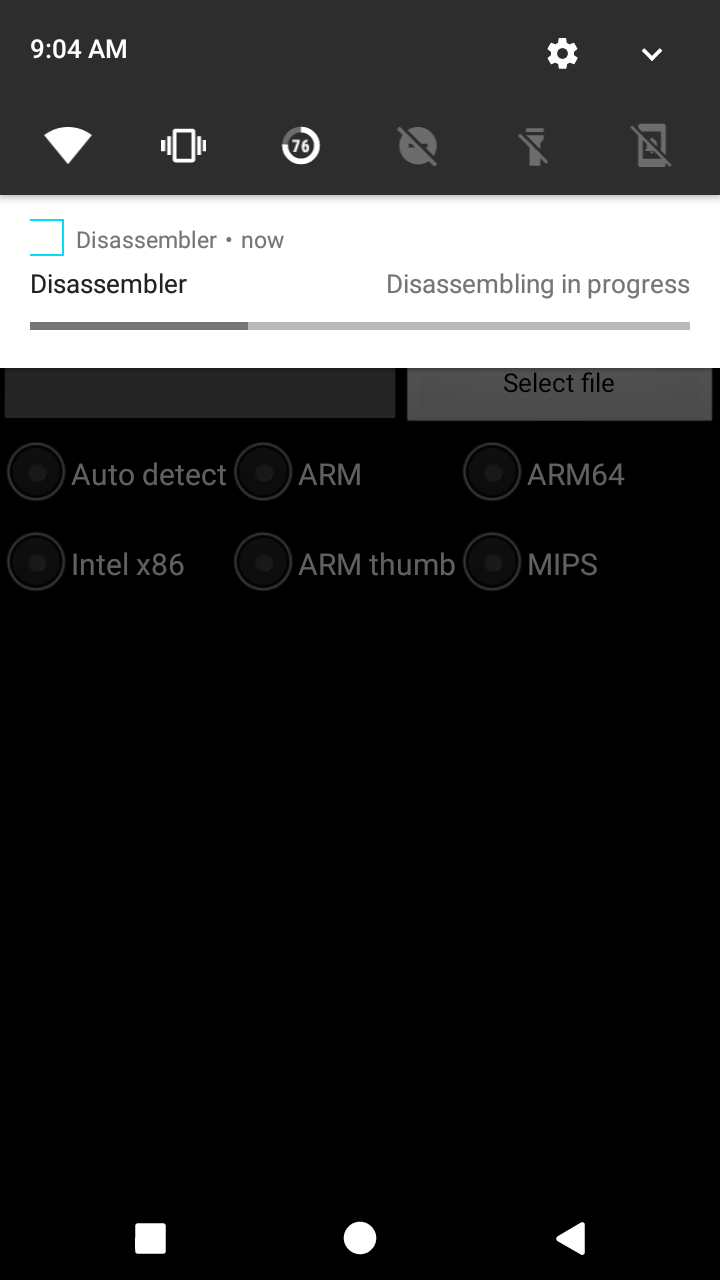 9:04 AM
76
Disassembler • now
Disassembler Disassembling in progress
Select file
Auto detect ARM ARM64
Intel x86 ARM thumb MIPS